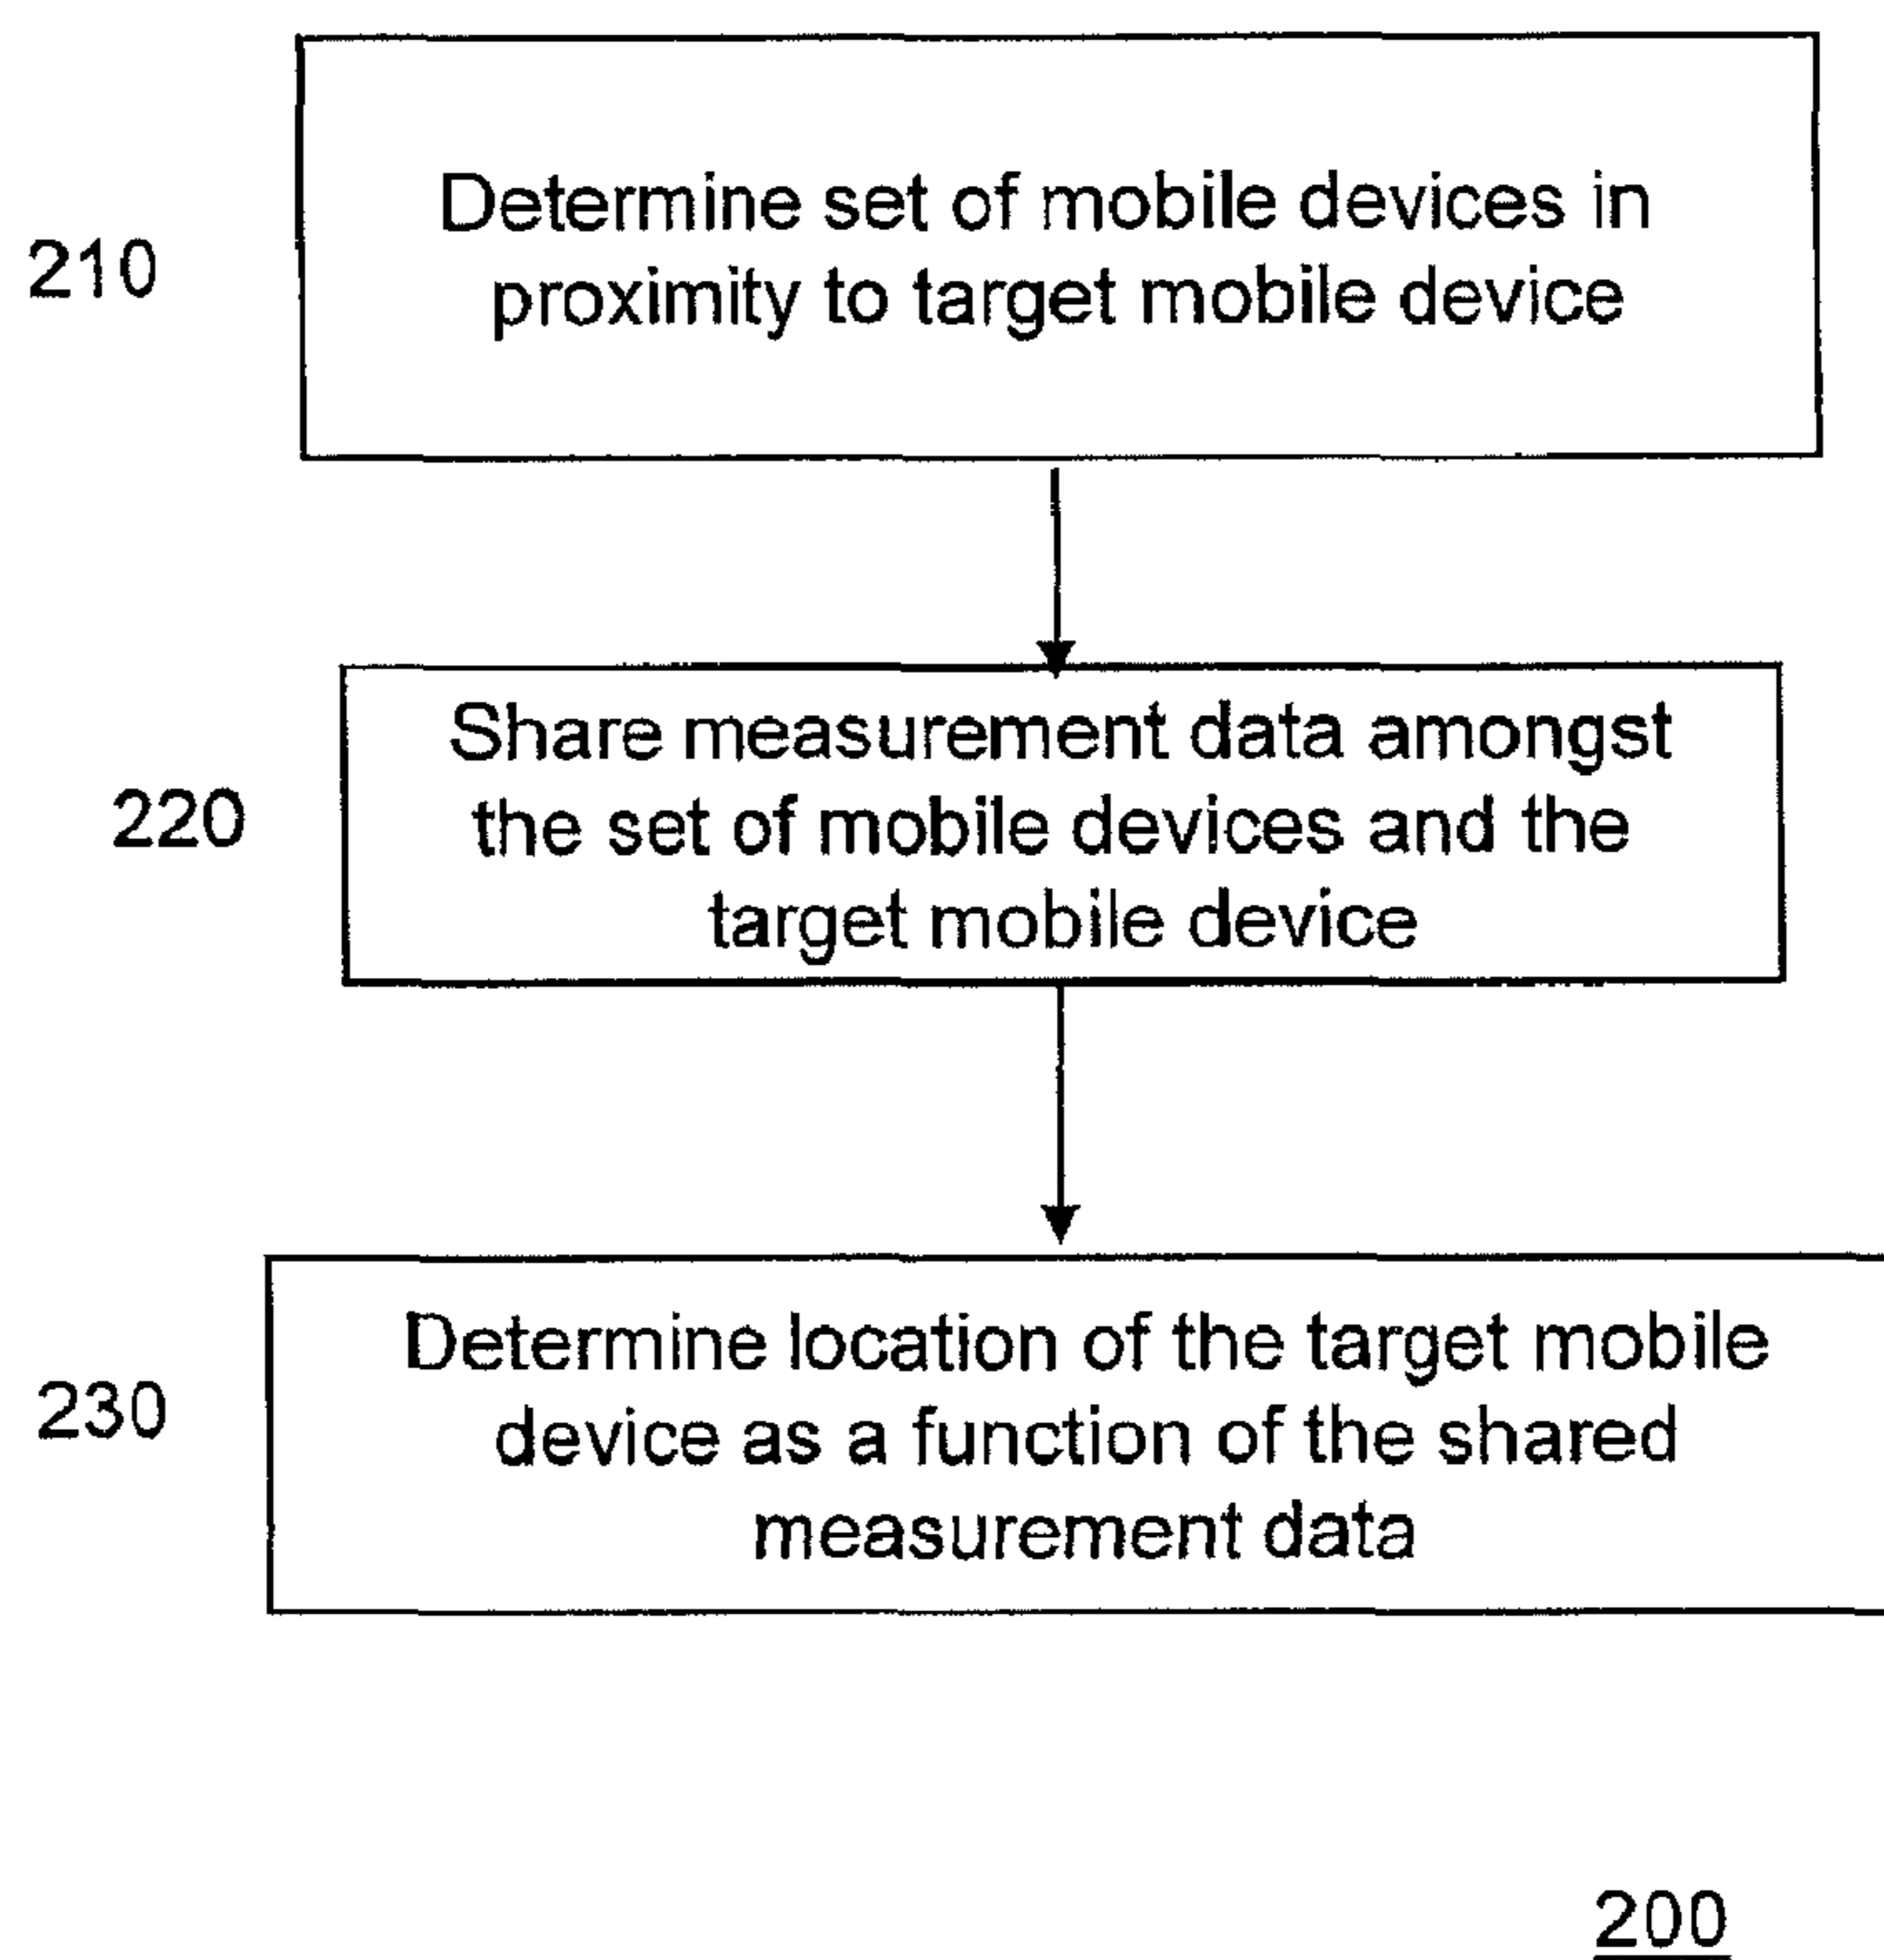 210
Determine set of mobile devices in
proximity to target mobile device
220
Share measurement data amongst
the set of mobile devices and the
target mobile device
230
Determine location of the target mobile
device as a function of the shared
measurement data
200